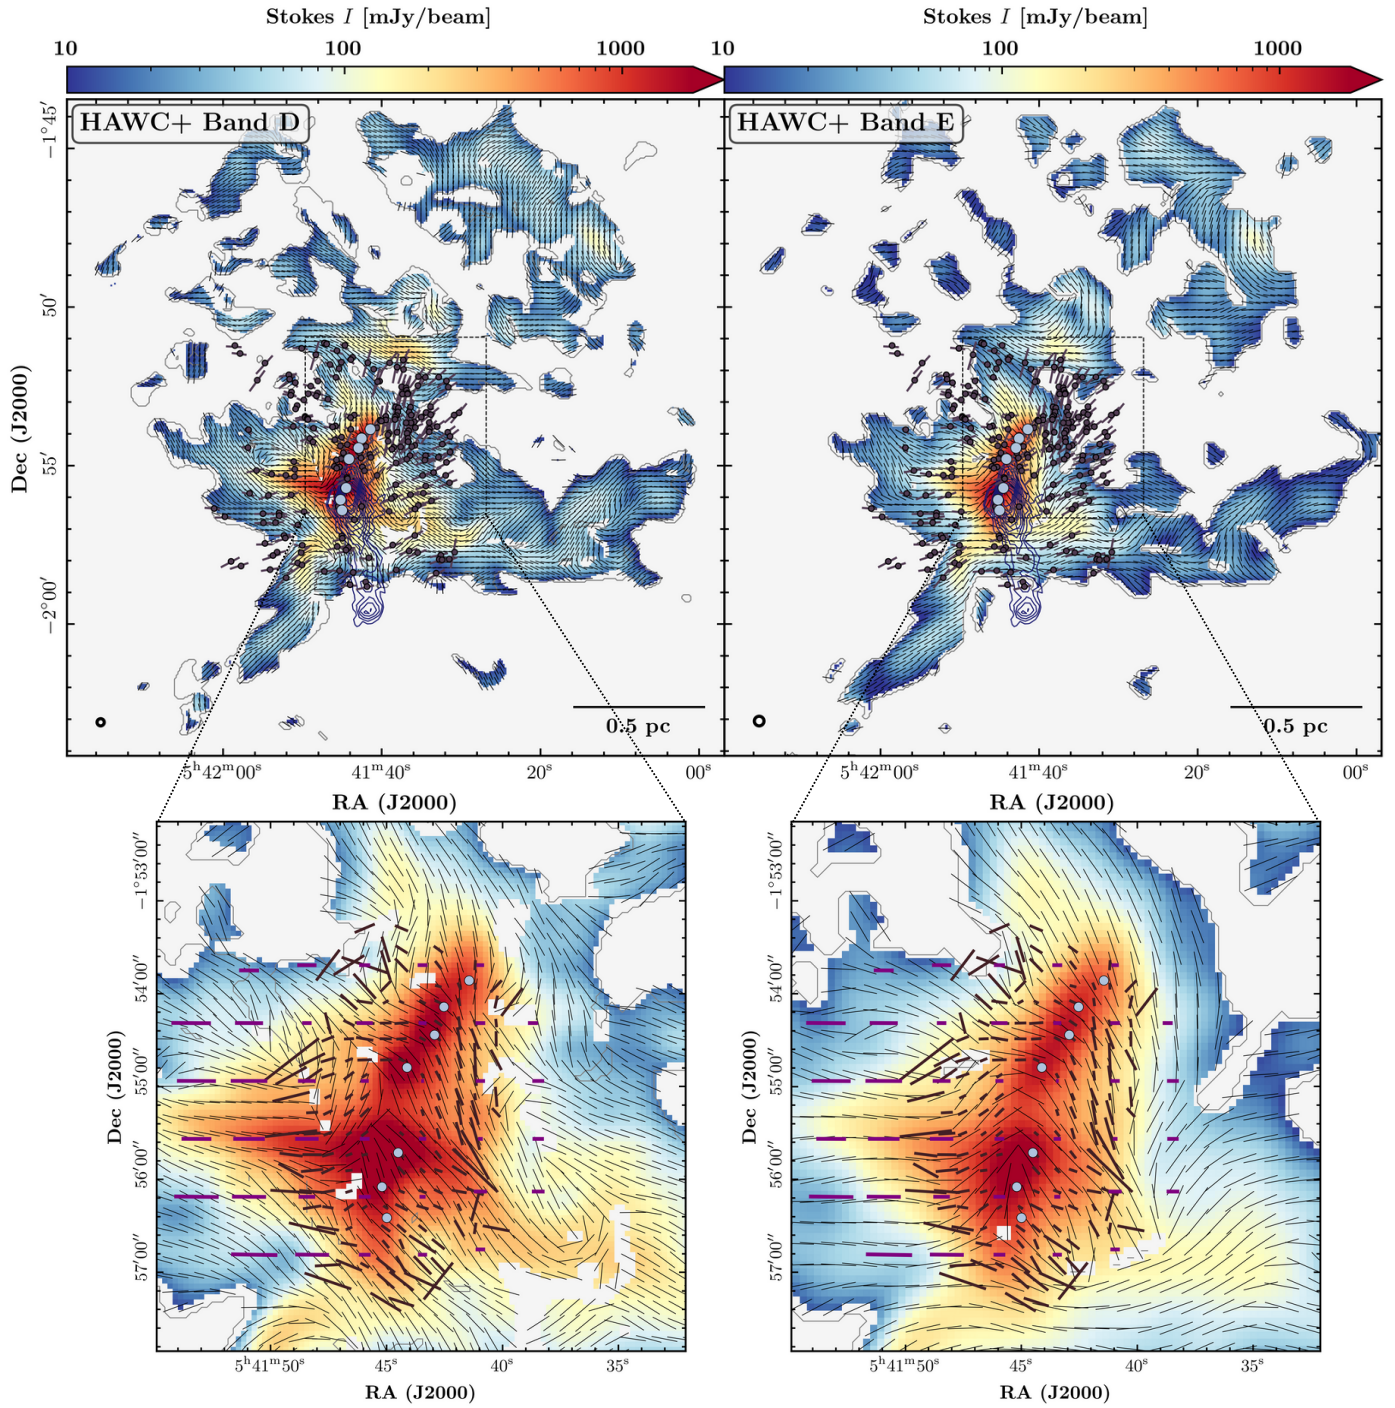 Stokes I [mJy/beam]
Stokes I [mJy/beam]
10 100 1000
10 100 1000
HAWC+ Band D
HAWC+ Band E
Dec (J2000)
−1°45′
50′
55′
−2°00′
0.5 pc
0.5 pc
5ʰ42ᵐ00ˢ 41ᵐ40ˢ 20ˢ 00ˢ
5ʰ42ᵐ00ˢ 41ᵐ40ˢ 20ˢ 00ˢ
RA (J2000)
RA (J2000)
Dec (J2000)
−1°53′00″
54′00″
55′00″
56′00″
57′00″
5ʰ41ᵐ50ˢ 45ˢ 40ˢ 35ˢ
RA (J2000)
Dec (J2000)
−1°53′00″
54′00″
55′00″
56′00″
57′00″
5ʰ41ᵐ50ˢ 45ˢ 40ˢ 35ˢ
RA (J2000)